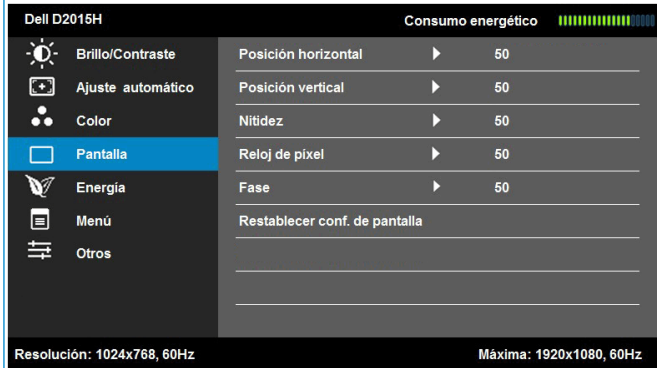 Dell D2015H Consumo energético
Brillo/Contraste Posición horizontal 50
Ajuste automático Posición vertical 50
Color Nitidez 50
Pantalla Reloj de píxel 50
Energía Fase 50
Menú Restablecer conf. de pantalla
Otros
Resolución: 1024x768, 60Hz Máxima: 1920x1080, 60Hz